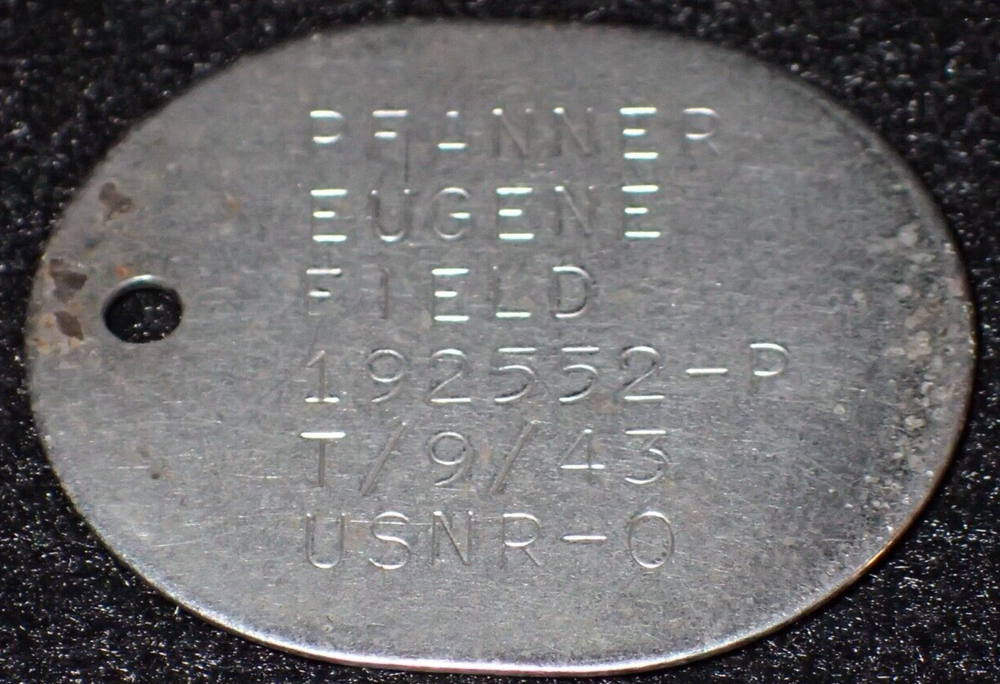 PFANNER
EUGENE
FIELD
192552-P
T/9/43
USNR-O